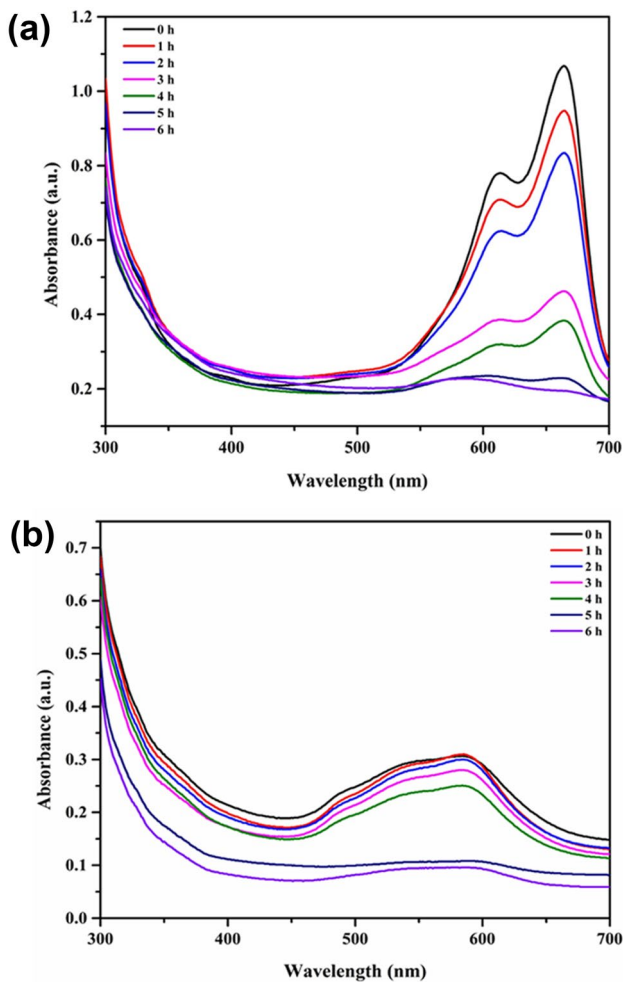 (a)
1.2
1.0
0.8
0.6
0.4
0.2
Absorbance (a.u.)
0 h
1 h
2 h
3 h
4 h
5 h
6 h
300
400
500
600
700
Wavelength (nm)
(b)
0.7
0.6
0.5
0.4
0.3
0.2
0.1
0.0
Absorbance (a.u.)
0 h
1 h
2 h
3 h
4 h
5 h
6 h
300
400
500
600
700
Wavelength (nm)